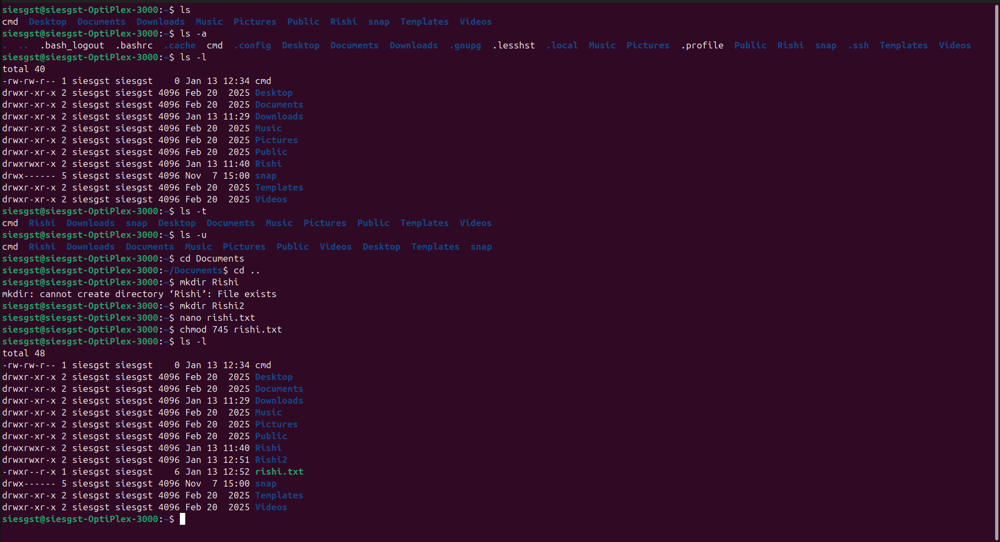 siesgst@siesgst-OptiPlex-3000:~$ ls
cmd  Desktop  Documents  Downloads  Music  Pictures  Public  Rishi  snap  Templates  Videos
siesgst@siesgst-OptiPlex-3000:~$ ls -a
.  ..  .bash_logout  .bashrc  .cache  cmd  .config  Desktop  Documents  Downloads  .gnupg  .lesshst  .local  Music  Pictures  .profile  Public  Rishi  snap  .ssh  Templates  Videos
siesgst@siesgst-OptiPlex-3000:~$ ls -l
total 40
-rw-rw-r-- 1 siesgst siesgst    0 Jan 13 12:34 cmd
drwxr-xr-x 2 siesgst siesgst 4096 Feb 20  2025 Desktop
drwxr-xr-x 2 siesgst siesgst 4096 Feb 20  2025 Documents
drwxr-xr-x 2 siesgst siesgst 4096 Jan 13 11:29 Downloads
drwxr-xr-x 2 siesgst siesgst 4096 Feb 20  2025 Music
drwxr-xr-x 2 siesgst siesgst 4096 Feb 20  2025 Pictures
drwxr-xr-x 2 siesgst siesgst 4096 Feb 20  2025 Public
drwxrwxr-x 2 siesgst siesgst 4096 Jan 13 11:40 Rishi
drwx------ 5 siesgst siesgst 4096 Nov  7 15:00 snap
drwxr-xr-x 2 siesgst siesgst 4096 Feb 20  2025 Templates
drwxr-xr-x 2 siesgst siesgst 4096 Feb 20  2025 Videos
siesgst@siesgst-OptiPlex-3000:~$ ls -t
cmd  Rishi  Downloads  snap  Desktop  Documents  Music  Pictures  Public  Templates  Videos
siesgst@siesgst-OptiPlex-3000:~$ ls -u
cmd  Rishi  Downloads  Documents  Music  Pictures  Public  Videos  Desktop  Templates  snap
siesgst@siesgst-OptiPlex-3000:~$ cd Documents
siesgst@siesgst-OptiPlex-3000:~/Documents$ cd ..
siesgst@siesgst-OptiPlex-3000:~$ mkdir Rishi
mkdir: cannot create directory ‘Rishi’: File exists
siesgst@siesgst-OptiPlex-3000:~$ mkdir Rishi2
siesgst@siesgst-OptiPlex-3000:~$ nano rishi.txt
siesgst@siesgst-OptiPlex-3000:~$ chmod 745 rishi.txt
siesgst@siesgst-OptiPlex-3000:~$ ls -l
total 48
-rw-rw-r-- 1 siesgst siesgst    0 Jan 13 12:34 cmd
drwxr-xr-x 2 siesgst siesgst 4096 Feb 20  2025 Desktop
drwxr-xr-x 2 siesgst siesgst 4096 Feb 20  2025 Documents
drwxr-xr-x 2 siesgst siesgst 4096 Jan 13 11:29 Downloads
drwxr-xr-x 2 siesgst siesgst 4096 Feb 20  2025 Music
drwxr-xr-x 2 siesgst siesgst 4096 Feb 20  2025 Pictures
drwxr-xr-x 2 siesgst siesgst 4096 Feb 20  2025 Public
drwxrwxr-x 2 siesgst siesgst 4096 Jan 13 11:40 Rishi
drwxrwxr-x 2 siesgst siesgst 4096 Jan 13 12:51 Rishi2
-rwxr--r-x 1 siesgst siesgst    6 Jan 13 12:52 rishi.txt
drwx------ 5 siesgst siesgst 4096 Nov  7 15:00 snap
drwxr-xr-x 2 siesgst siesgst 4096 Feb 20  2025 Templates
drwxr-xr-x 2 siesgst siesgst 4096 Feb 20  2025 Videos
siesgst@siesgst-OptiPlex-3000:~$